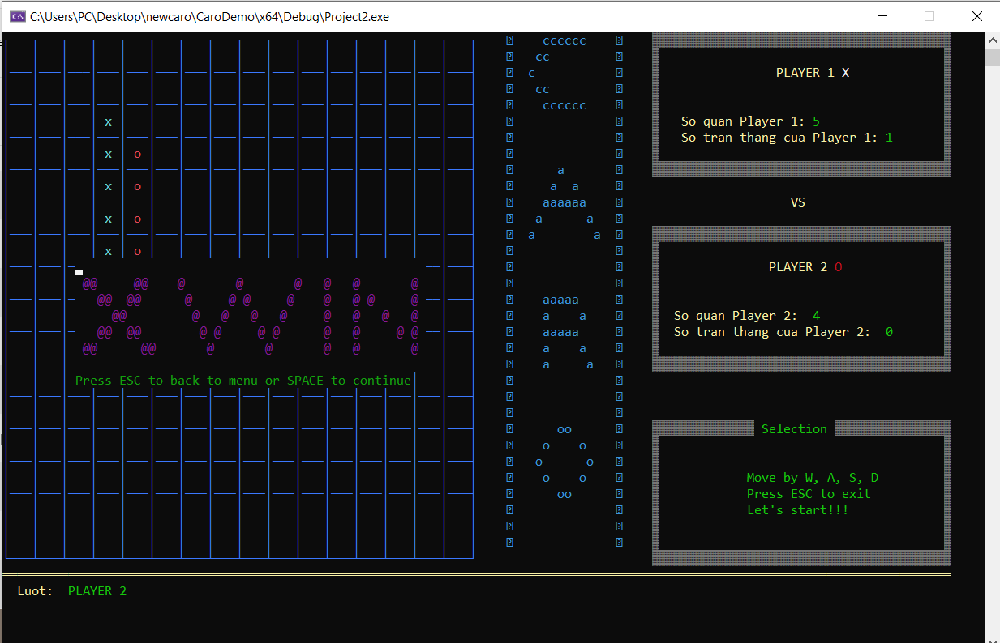 C:\Users\PC\Desktop\newcaro\CaroDemo\x64\Debug\Project2.exe
x
x o
x o
x o
x o
X WIN
Press ESC to back to menu or SPACE to continue
CARO
PLAYER 1 X
So quan Player 1: 5
So tran thang cua Player 1: 1
VS
PLAYER 2 O
So quan Player 2: 4
So tran thang cua Player 2: 0
Selection
Move by W, A, S, D
Press ESC to exit
Let's start!!!
Luot: PLAYER 2